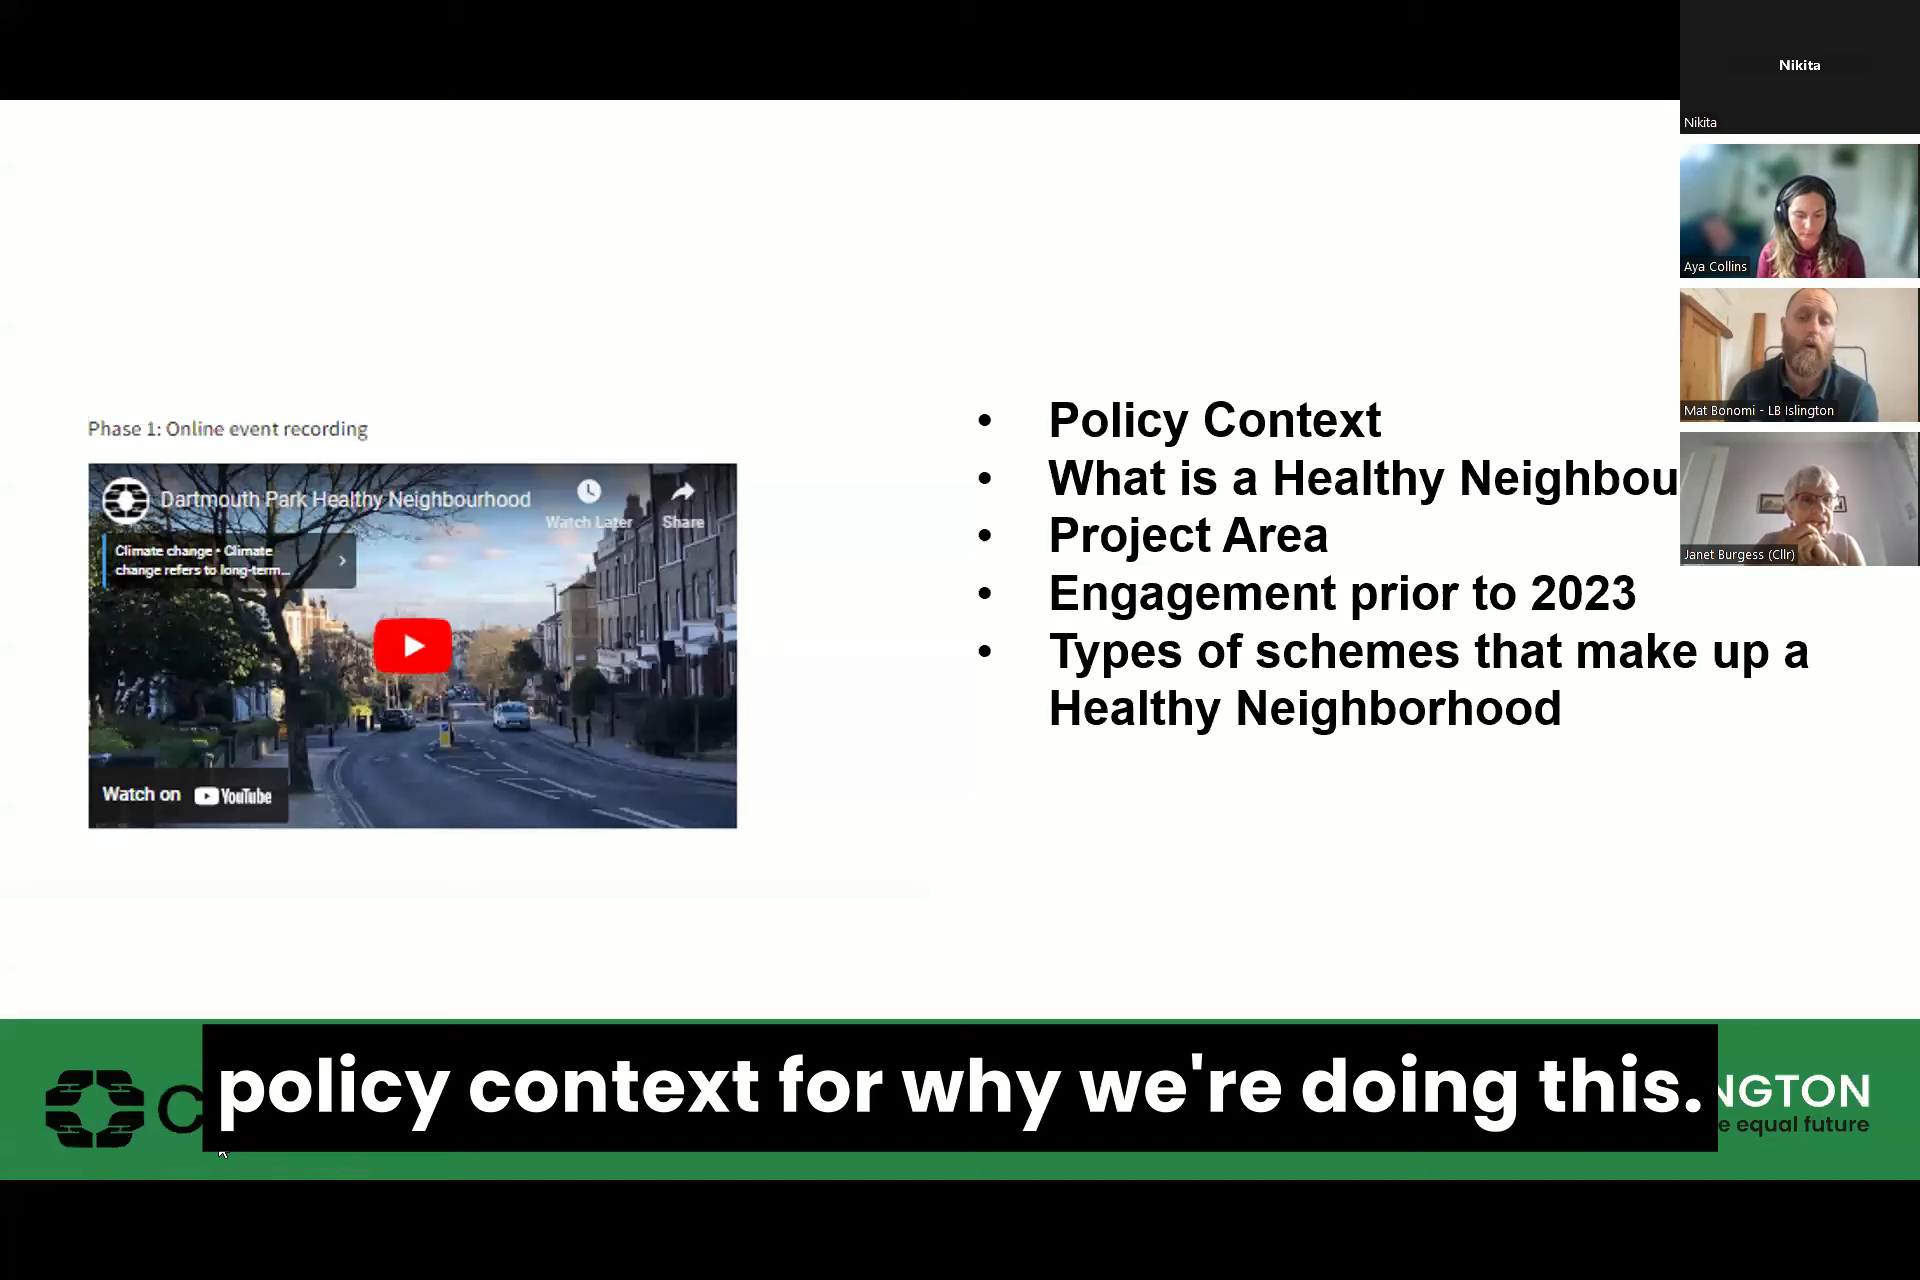 Nikita
Nikita
Aya Collins
Mat Bonomi - LB Islington
Janet Burgess (Cllr)
Phase 1: Online event recording
Dartmouth Park Healthy Neighbourhood
Watch Later
Share
Climate change • Climate
change refers to long-term...
Watch on YouTube
• Policy Context
• What is a Healthy Neighbou
• Project Area
• Engagement prior to 2023
• Types of schemes that make up a
Healthy Neighborhood
policy context for why we're doing this.
C
NGTON
e equal future